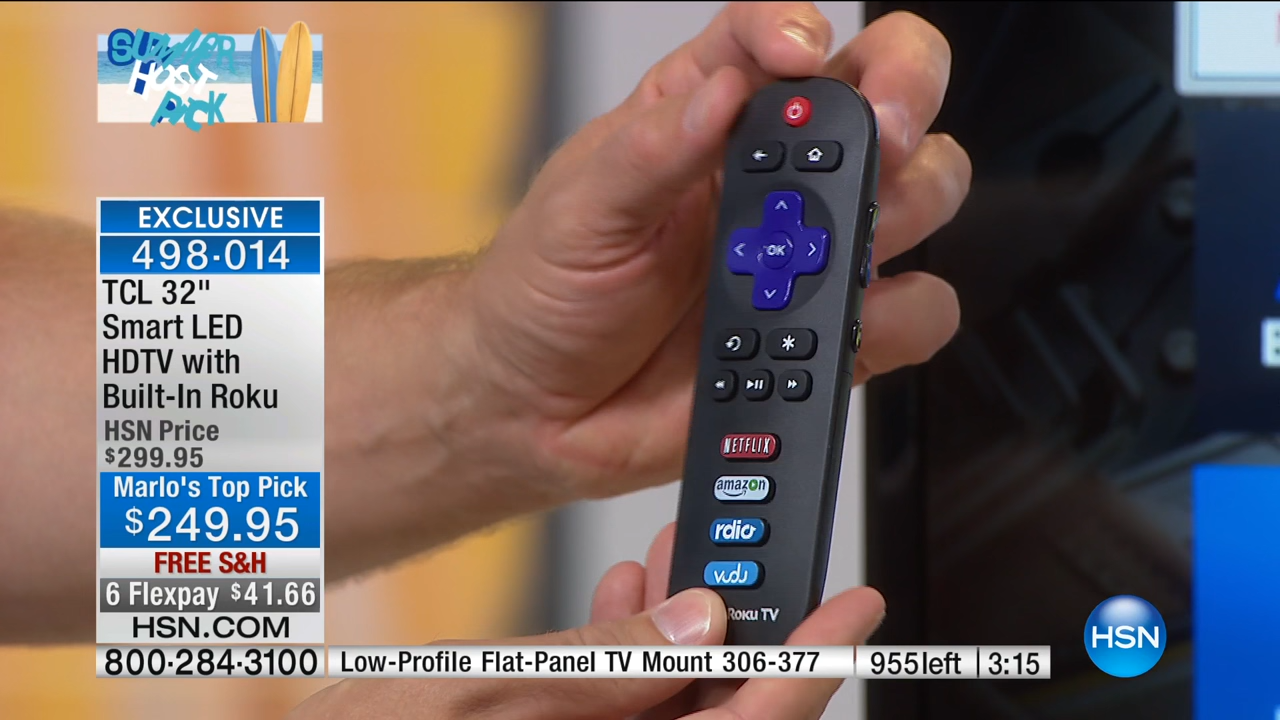 SUMMER
HOST
PICK
EXCLUSIVE
498-014
TCL 32"
Smart LED
HDTV with
Built-In Roku
HSN Price
$299.95
Marlo's Top Pick
$249.95
FREE S&H
6 Flexpay $41.66
HSN.COM
800·284·3100 Low-Profile Flat-Panel TV Mount 306-377 955left 3:15
OK
NETFLIX
amazon
rdio
vudu
Roku TV
HSN